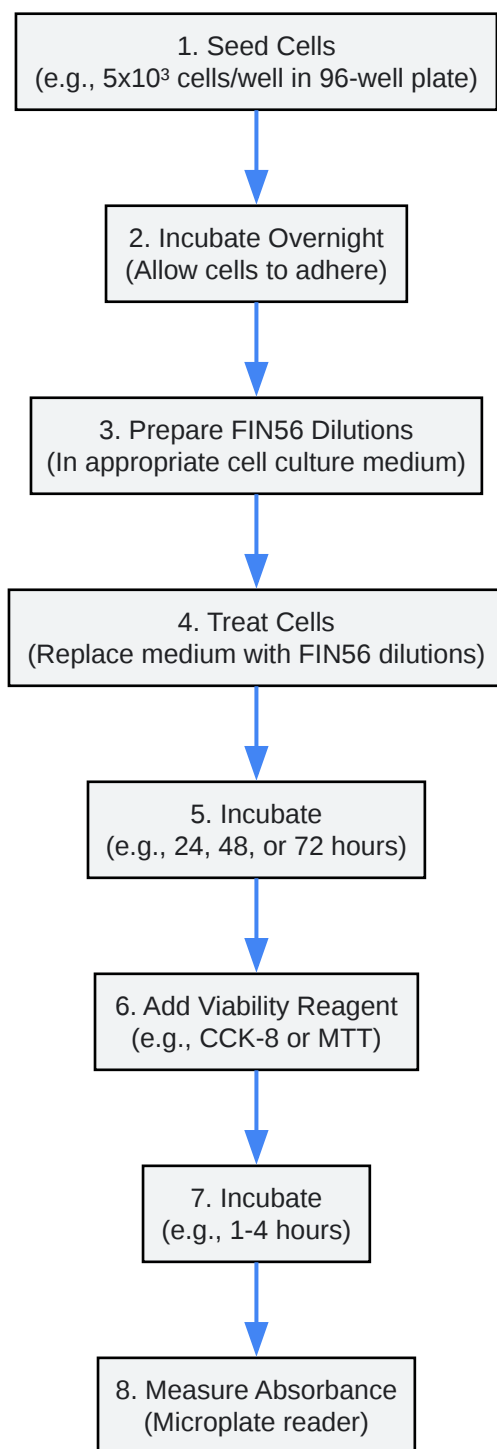 1. Seed Cells
(e.g., 5x10³ cells/well in 96-well plate)
2. Incubate Overnight
(Allow cells to adhere)
3. Prepare FIN56 Dilutions
(In appropriate cell culture medium)
4. Treat Cells
(Replace medium with FIN56 dilutions)
5. Incubate
(e.g., 24, 48, or 72 hours)
6. Add Viability Reagent
(e.g., CCK-8 or MTT)
7. Incubate
(e.g., 1-4 hours)
8. Measure Absorbance
(Microplate reader)